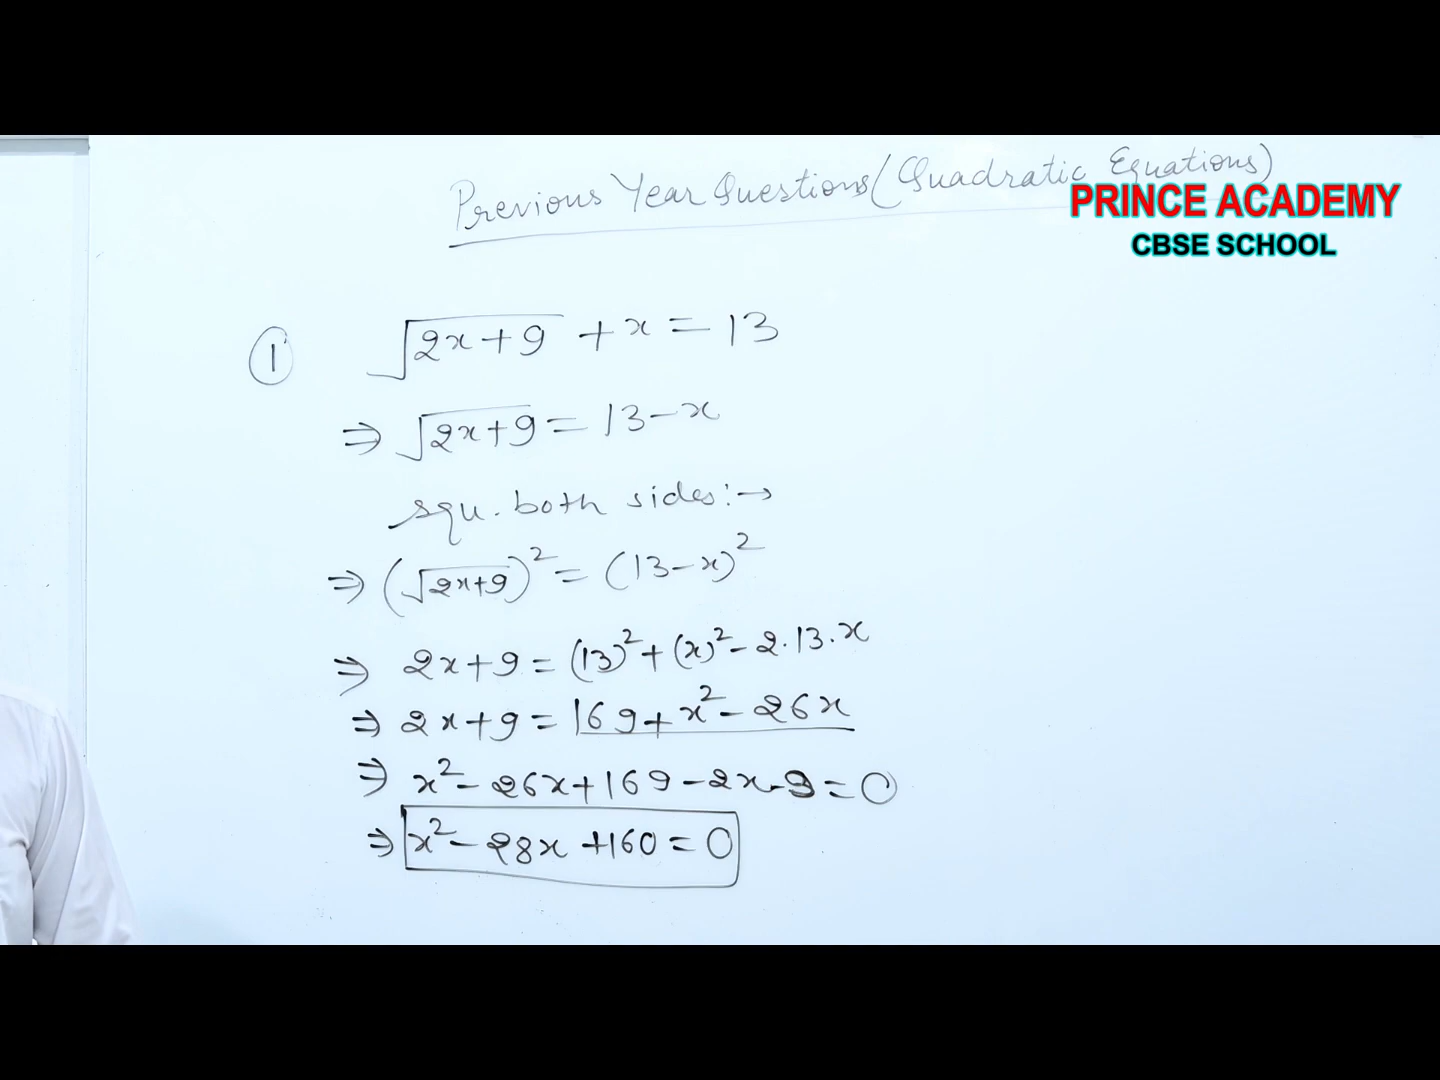 Previous Year Questions (Quadratic Equations)
PRINCE ACADEMY
CBSE SCHOOL
① √(2x+9) + x = 13
⇒ √(2x+9) = 13 - x
squ. both sides:→
⇒ (√(2x+9))² = (13-x)²
⇒ 2x+9 = (13)² + (x)² - 2.13.x
⇒ 2x+9 = 169 + x² - 26x
⇒ x² - 26x + 169 - 2x - 9 = 0
⇒ x² - 28x + 160 = 0